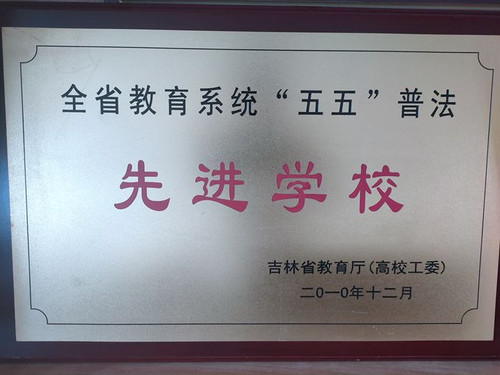 全省教育系统“五五”普法
先进学校
吉林省教育厅(高校工委)
二0一0年十二月